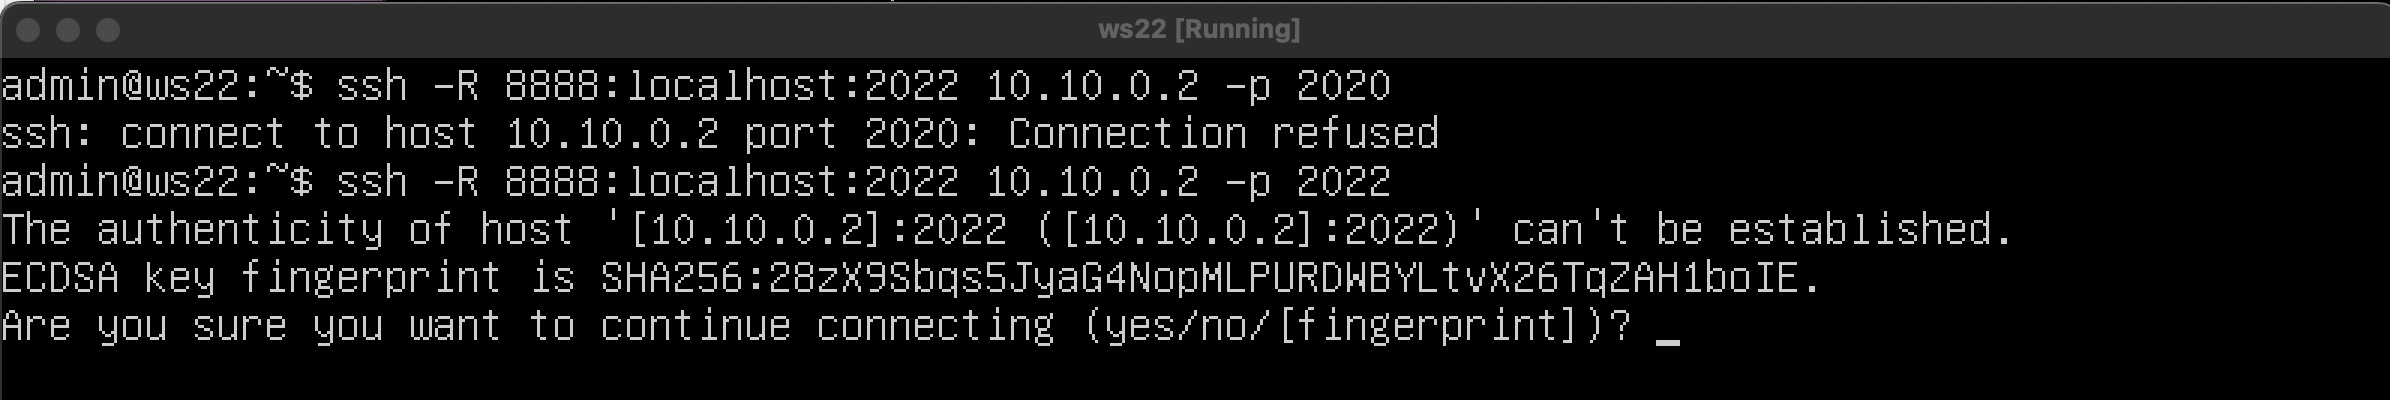 ws22 [Running]
admin@ws22:~$ ssh -R 8888:localhost:2022 10.10.0.2 -p 2020
ssh: connect to host 10.10.0.2 port 2020: Connection refused
admin@ws22:~$ ssh -R 8888:localhost:2022 10.10.0.2 -p 2022
The authenticity of host '[10.10.0.2]:2022 ([10.10.0.2]:2022)' can't be established.
ECDSA key fingerprint is SHA256:28zX9Sbqs5JyaG4NopMLPURDWBYLtvX26TqZAH1boIE.
Are you sure you want to continue connecting (yes/no/[fingerprint])? _